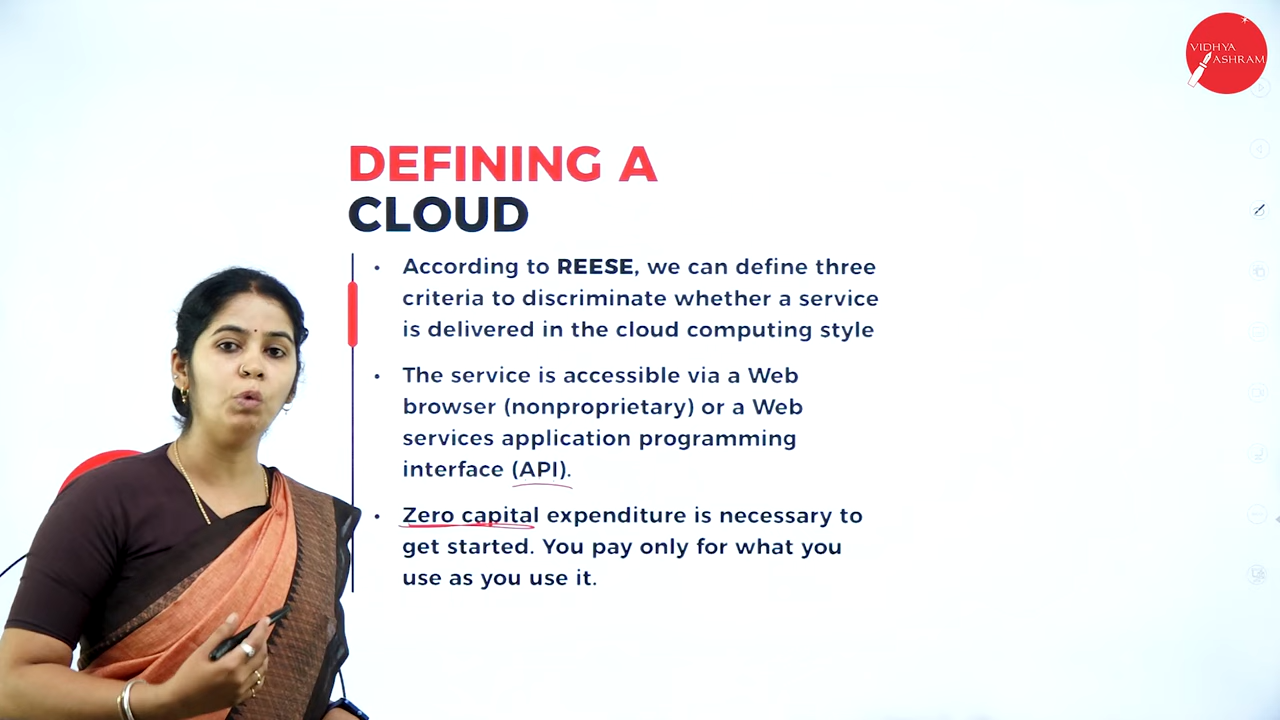 VIDHYA
ASHRAM
DEFINING A
CLOUD
• According to REESE, we can define three
criteria to discriminate whether a service
is delivered in the cloud computing style
• The service is accessible via a Web
browser (nonproprietary) or a Web
services application programming
interface (API).
• Zero capital expenditure is necessary to
get started. You pay only for what you
use as you use it.